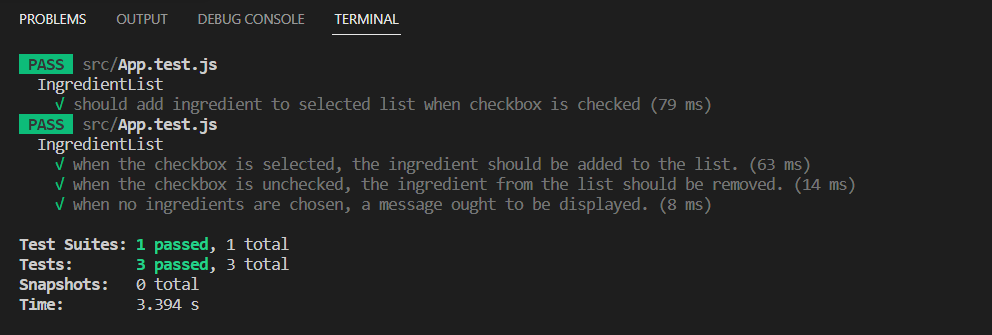 PROBLEMS OUTPUT DEBUG CONSOLE TERMINAL
PASS src/App.test.js
IngredientList
√ should add ingredient to selected list when checkbox is checked (79 ms)
PASS src/App.test.js
IngredientList
√ when the checkbox is selected, the ingredient should be added to the list. (63 ms)
√ when the checkbox is unchecked, the ingredient from the list should be removed. (14 ms)
√ when no ingredients are chosen, a message ought to be displayed. (8 ms)
Test Suites: 1 passed, 1 total
Tests: 3 passed, 3 total
Snapshots: 0 total
Time: 3.394 s